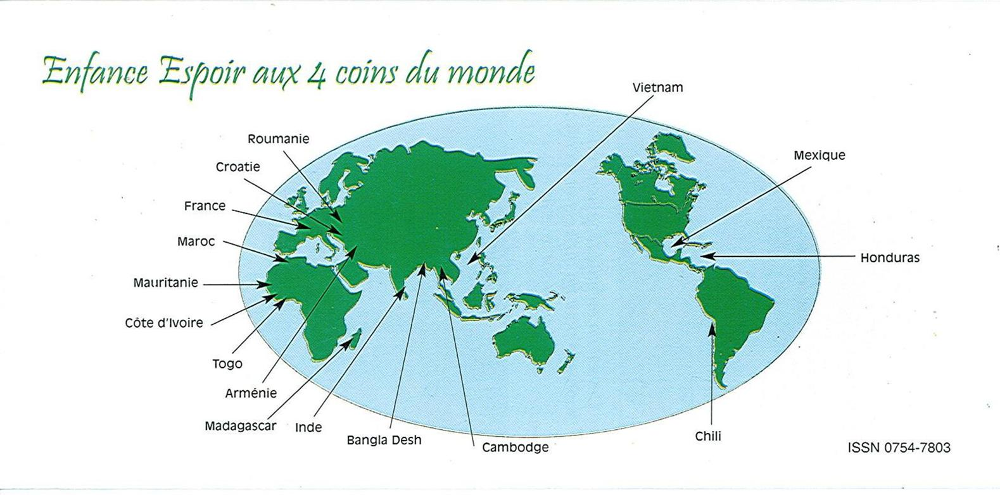 Enfance Espoir aux 4 coins du monde
Vietnam
Roumanie
Mexique
Croatie
France
Maroc
Honduras
Mauritanie
Côte d'Ivoire
Togo
Arménie
Madagascar
Inde
Bangla Desh
Cambodge
Chili
ISSN 0754-7803